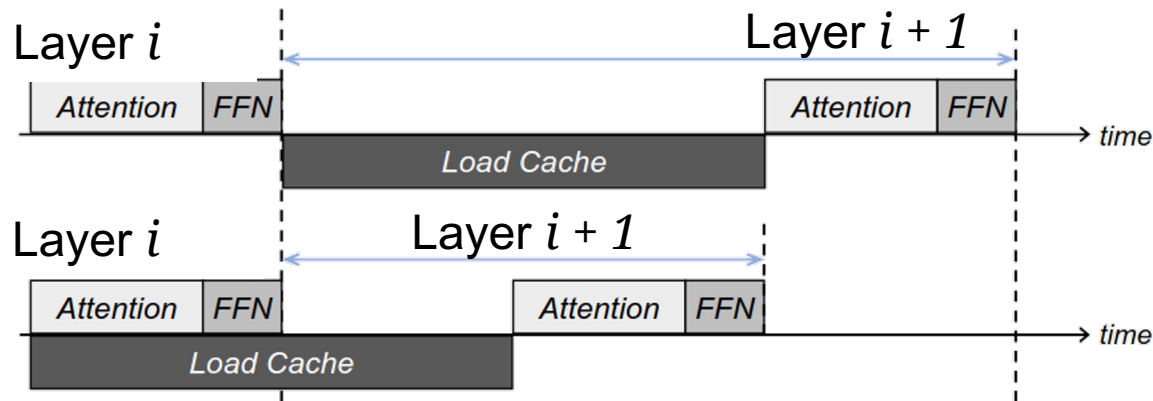 Layer i
Layer i + 1
Attention FFN
Attention FFN
time
Load Cache
Layer i
Layer i + 1
Attention FFN
Attention FFN
time
Load Cache